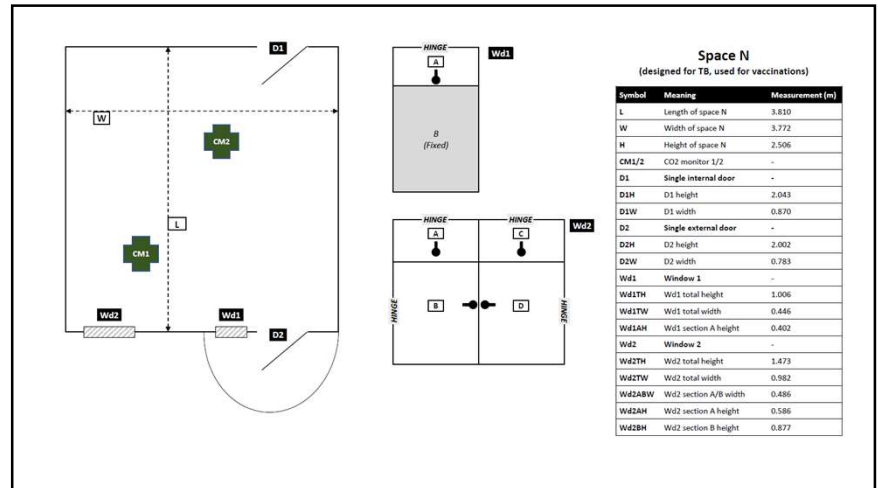 D1
W
CM2
L
CM1
Wd2
Wd1
D2
HINGE
Wd1
A
B
(Fixed)
HINGE
HINGE
Wd2
A
C
HINGE
B
D
HINGE
Space N
(designed for TB, used for vaccinations)
Symbol Meaning Measurement (m)
L Length of space N 3.810
W Width of space N 3.772
H Height of space N 2.506
CM1/2 CO2 monitor 1/2 -
D1 Single internal door -
D1H D1 height 2.043
D1W D1 width 0.870
D2 Single external door -
D2H D2 height 2.002
D2W D2 width 0.783
Wd1 Window 1 -
Wd1TH Wd1 total height 1.006
Wd1TW Wd1 total width 0.446
Wd1AH Wd1 section A height 0.402
Wd2 Window 2 -
Wd2TH Wd2 total height 1.473
Wd2TW Wd2 total width 0.982
Wd2ABW Wd2 section A/B width 0.486
Wd2AH Wd2 section A height 0.586
Wd2BH Wd2 section B height 0.877